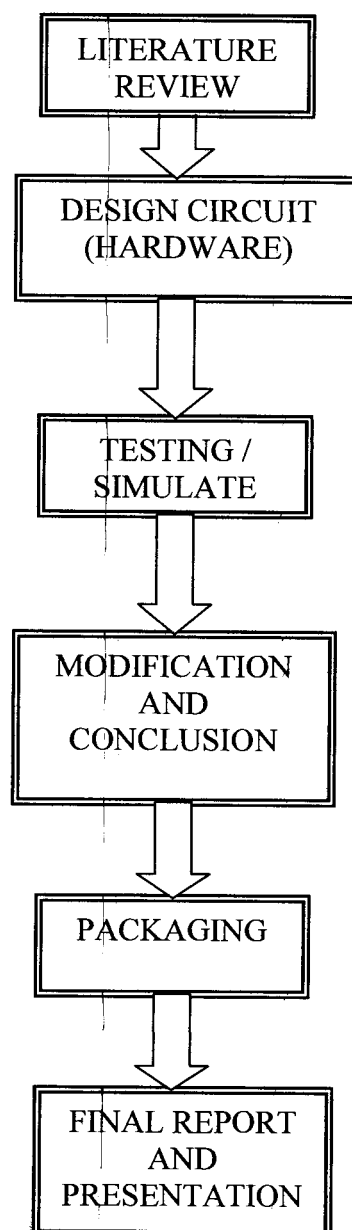 LITERATURE
REVIEW
DESIGN CIRCUIT
(HARDWARE)
TESTING /
SIMULATE
MODIFICATION
AND
CONCLUSION
PACKAGING
FINAL REPORT
AND
PRESENTATION